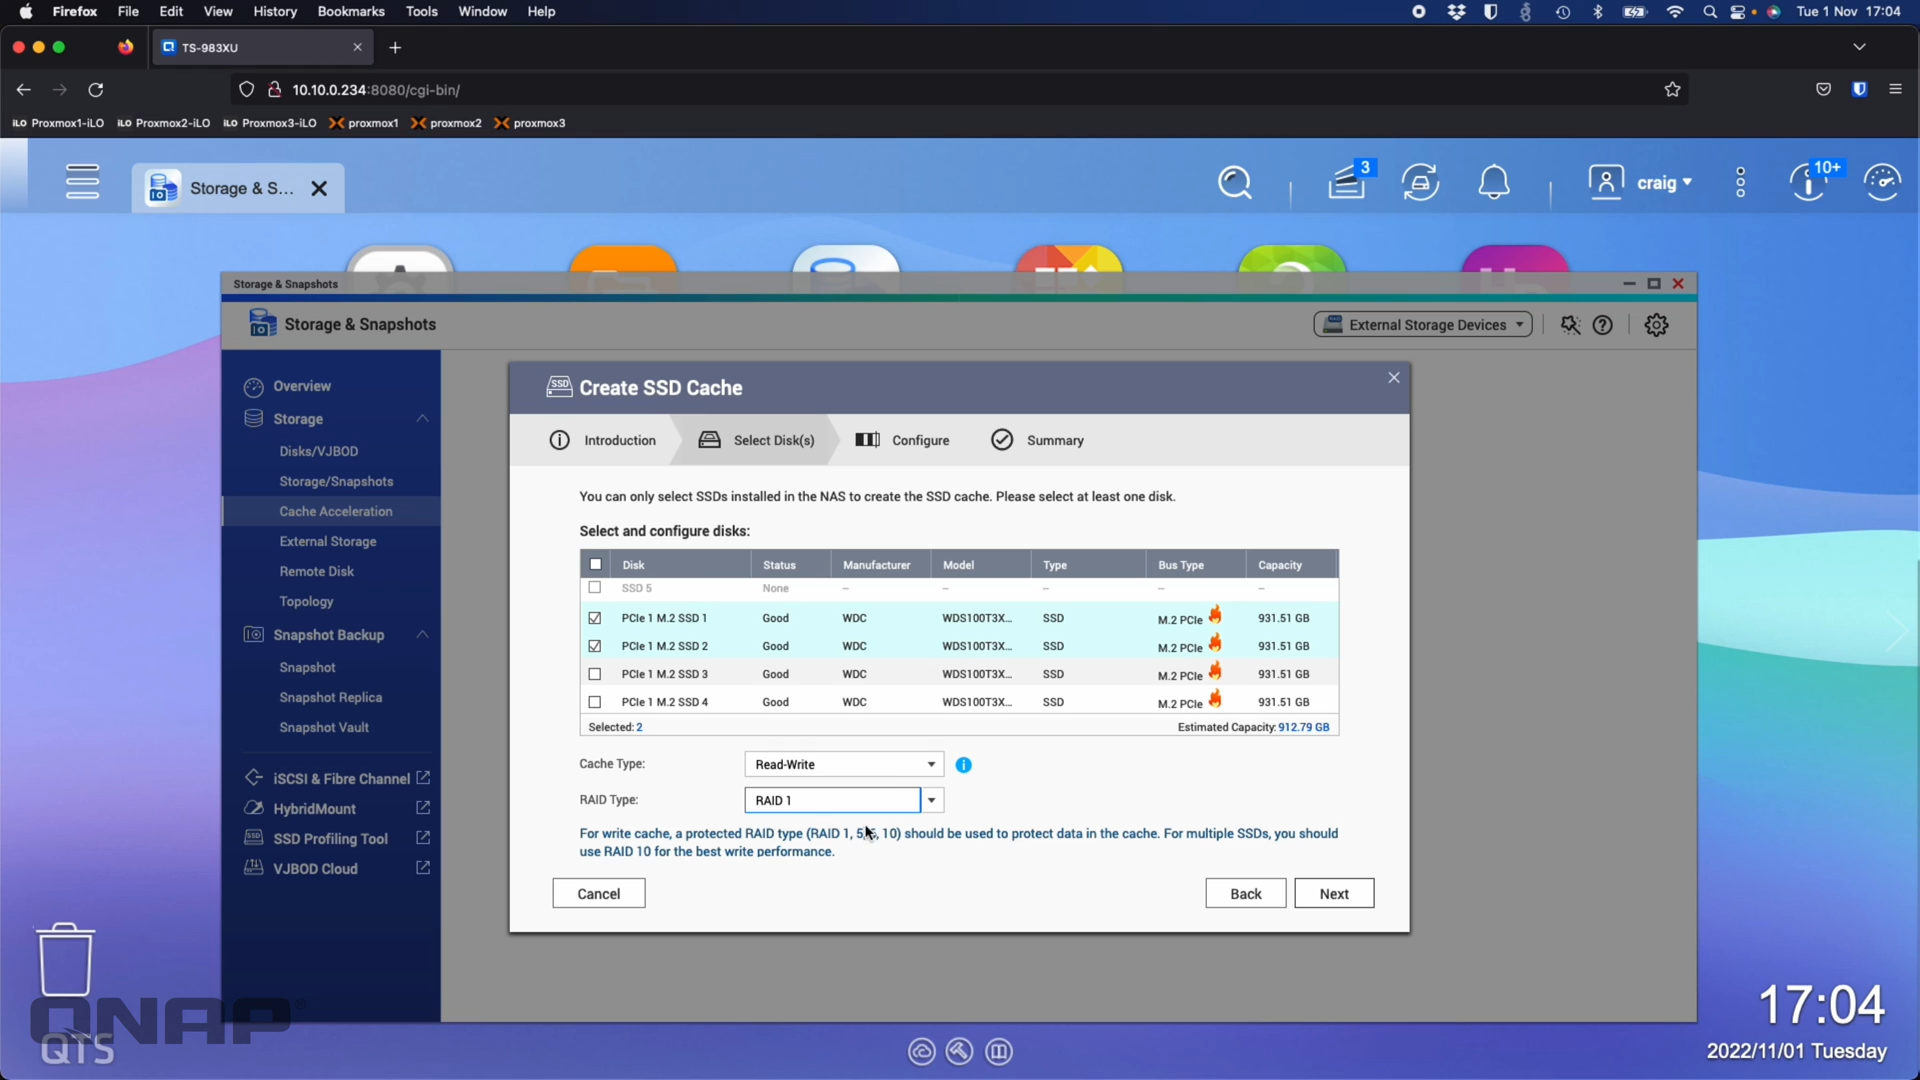 Firefox File Edit View History Bookmarks Tools Window Help
Tue 1 Nov 17:04
TS-983XU
10.10.0.234:8080/cgi-bin/
iLO Proxmox1-iLO iLO Proxmox2-iLO iLO Proxmox3-iLO proxmox1 proxmox2 proxmox3
Storage & S...
3
craig
10+
Storage & Snapshots
Storage & Snapshots
External Storage Devices
Overview
Storage
Disks/VJBOD
Storage/Snapshots
Cache Acceleration
External Storage
Remote Disk
Topology
Snapshot Backup
Snapshot
Snapshot Replica
Snapshot Vault
iSCSI & Fibre Channel
HybridMount
SSD Profiling Tool
VJBOD Cloud
SSD Create SSD Cache
Introduction Select Disk(s) Configure Summary
You can only select SSDs installed in the NAS to create the SSD cache. Please select at least one disk.
Select and configure disks:
Disk Status Manufacturer Model Type Bus Type Capacity
SSD 5 None -- -- -- -- --
PCIe 1 M.2 SSD 1 Good WDC WDS100T3X... SSD M.2 PCIe 931.51 GB
PCIe 1 M.2 SSD 2 Good WDC WDS100T3X... SSD M.2 PCIe 931.51 GB
PCIe 1 M.2 SSD 3 Good WDC WDS100T3X... SSD M.2 PCIe 931.51 GB
PCIe 1 M.2 SSD 4 Good WDC WDS100T3X... SSD M.2 PCIe 931.51 GB
Selected: 2 Estimated Capacity: 912.79 GB
Cache Type: Read-Write
RAID Type: RAID 1
For write cache, a protected RAID type (RAID 1, 5, 6, 10) should be used to protect data in the cache. For multiple SSDs, you should
use RAID 10 for the best write performance.
Cancel Back Next
QNAP
QTS
17:04
2022/11/01 Tuesday